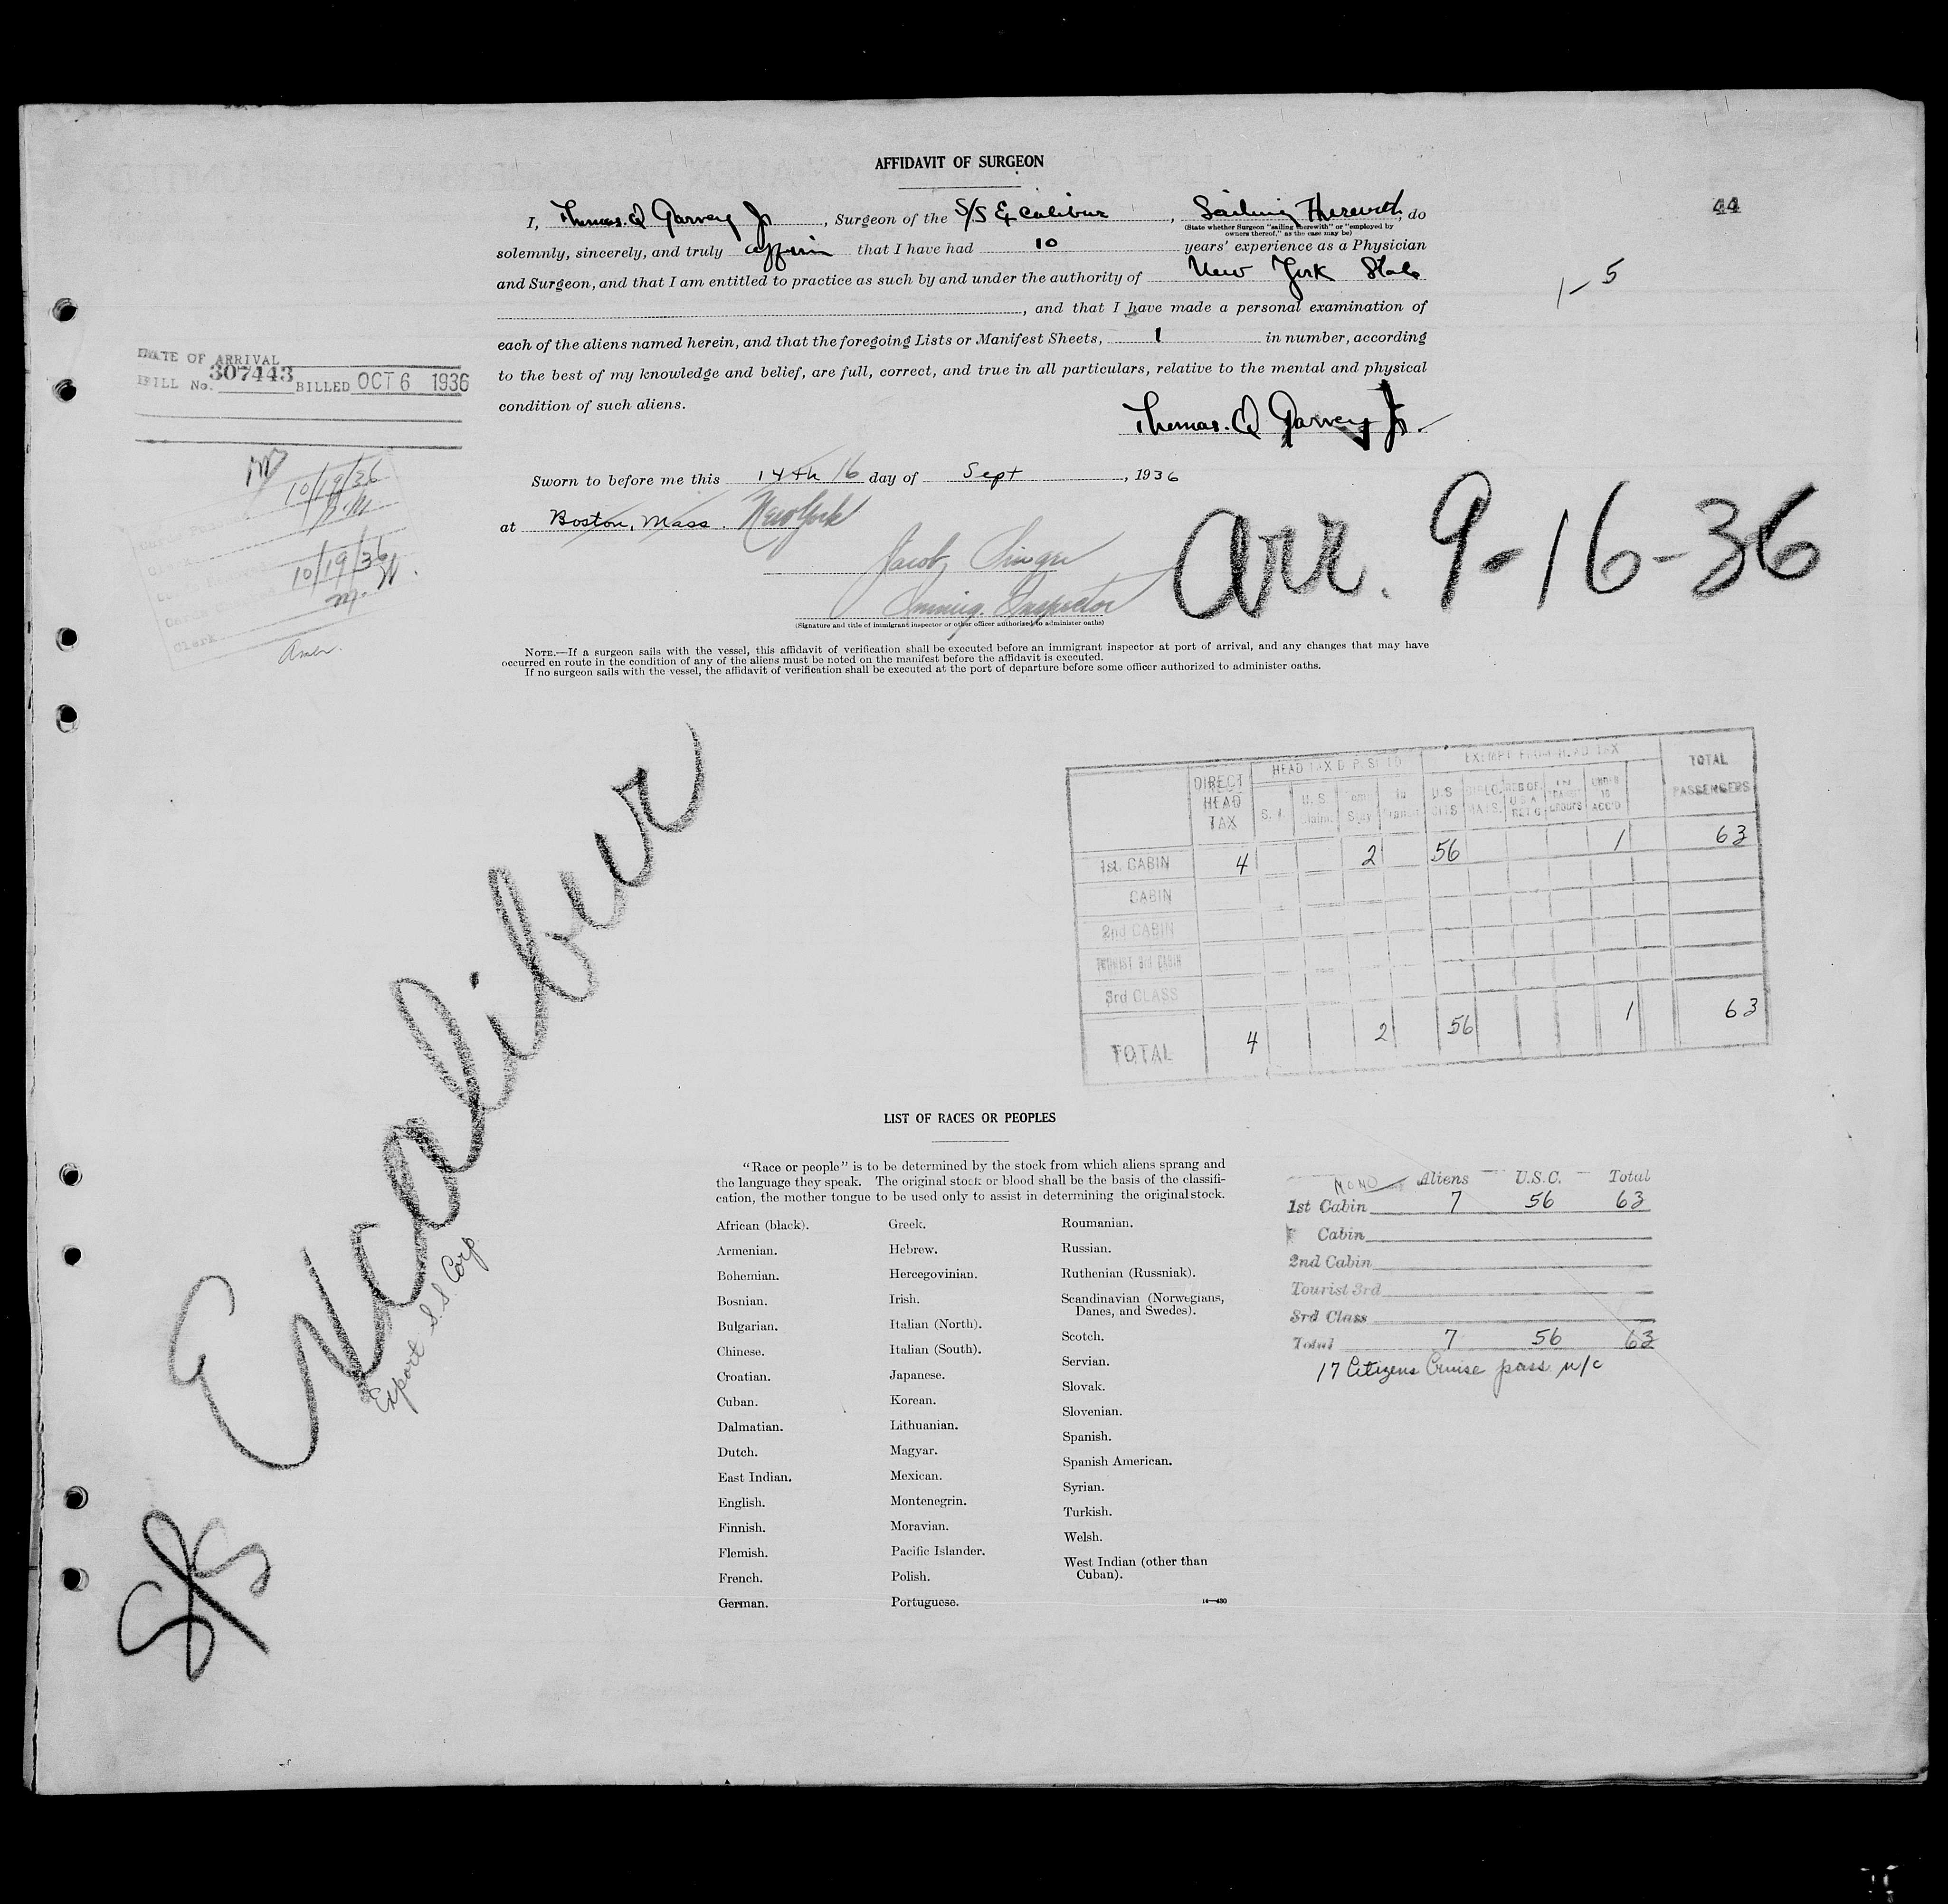 AFFIDAVIT OF SURGEON
44
I, Thomas. Q Garvey Jr, Surgeon of the S/S Excalibur, Sailing Therewith, do
(State whether Surgeon "sailing therewith" or "employed by
owners thereof," as the case may be)
solemnly, sincerely, and truly affirm that I have had 10 years' experience as a Physician
and Surgeon, and that I am entitled to practice as such by and under the authority of New York State
, and that I have made a personal examination of
1-5
each of the aliens named herein, and that the foregoing Lists or Manifest Sheets, 1 in number, according
to the best of my knowledge and belief, are full, correct, and true in all particulars, relative to the mental and physical
condition of such aliens.
DATE OF ARRIVAL
BILL No. 307443 BILLED OCT 6 1936
Thomas. Q Garvey Jr.
Sworn to before me this 14th 16 day of Sept, 1936
at Boston, Mass. New York
Jacob
Immig. Inspector
(Signature and title of immigrant inspector or other officer authorized to administer oaths)
arr. 9-16-36
10/19/36
10/19/36
Clerk
NOTE.—If a surgeon sails with the vessel, this affidavit of verification shall be executed before an immigrant inspector at port of arrival, and any changes that may have
occurred en route in the condition of any of the aliens must be noted on the manifest before the affidavit is executed.
If no surgeon sails with the vessel, the affidavit of verification shall be executed at the port of departure before some officer authorized to administer oaths.
S/S Excalibur
Export S.S. Corp
DIRECT HEAD TAX
EXEMPT FROM HEAD TAX
TOTAL PASSENGERS
1st. CABIN 4 2 56 1 63
CABIN
2nd CABIN
TOURIST 3rd CABIN
3rd CLASS
TOTAL 4 2 56 1 63
LIST OF RACES OR PEOPLES
"Race or people" is to be determined by the stock from which aliens sprang and
the language they speak. The original stock or blood shall be the basis of the classifi-
cation, the mother tongue to be used only to assist in determining the original stock.
African (black).
Armenian.
Bohemian.
Bosnian.
Bulgarian.
Chinese.
Croatian.
Cuban.
Dalmatian.
Dutch.
East Indian.
English.
Finnish.
Flemish.
French.
German.
Greek.
Hebrew.
Hercegovinian.
Irish.
Italian (North).
Italian (South).
Japanese.
Korean.
Lithuanian.
Magyar.
Mexican.
Montenegrin.
Moravian.
Pacific Islander.
Polish.
Portuguese.
Roumanian.
Russian.
Ruthenian (Russniak).
Scandinavian (Norwegians,
Danes, and Swedes).
Scotch.
Servian.
Slovak.
Slovenian.
Spanish.
Spanish American.
Syrian.
Turkish.
Welsh.
West Indian (other than
Cuban).
14—430
Aliens U.S.C. Total
1st Cabin 7 56 63
Cabin
2nd Cabin
Tourist 3rd
3rd Class
Total 7 56 63
17 Citizens Cruise pass n/c